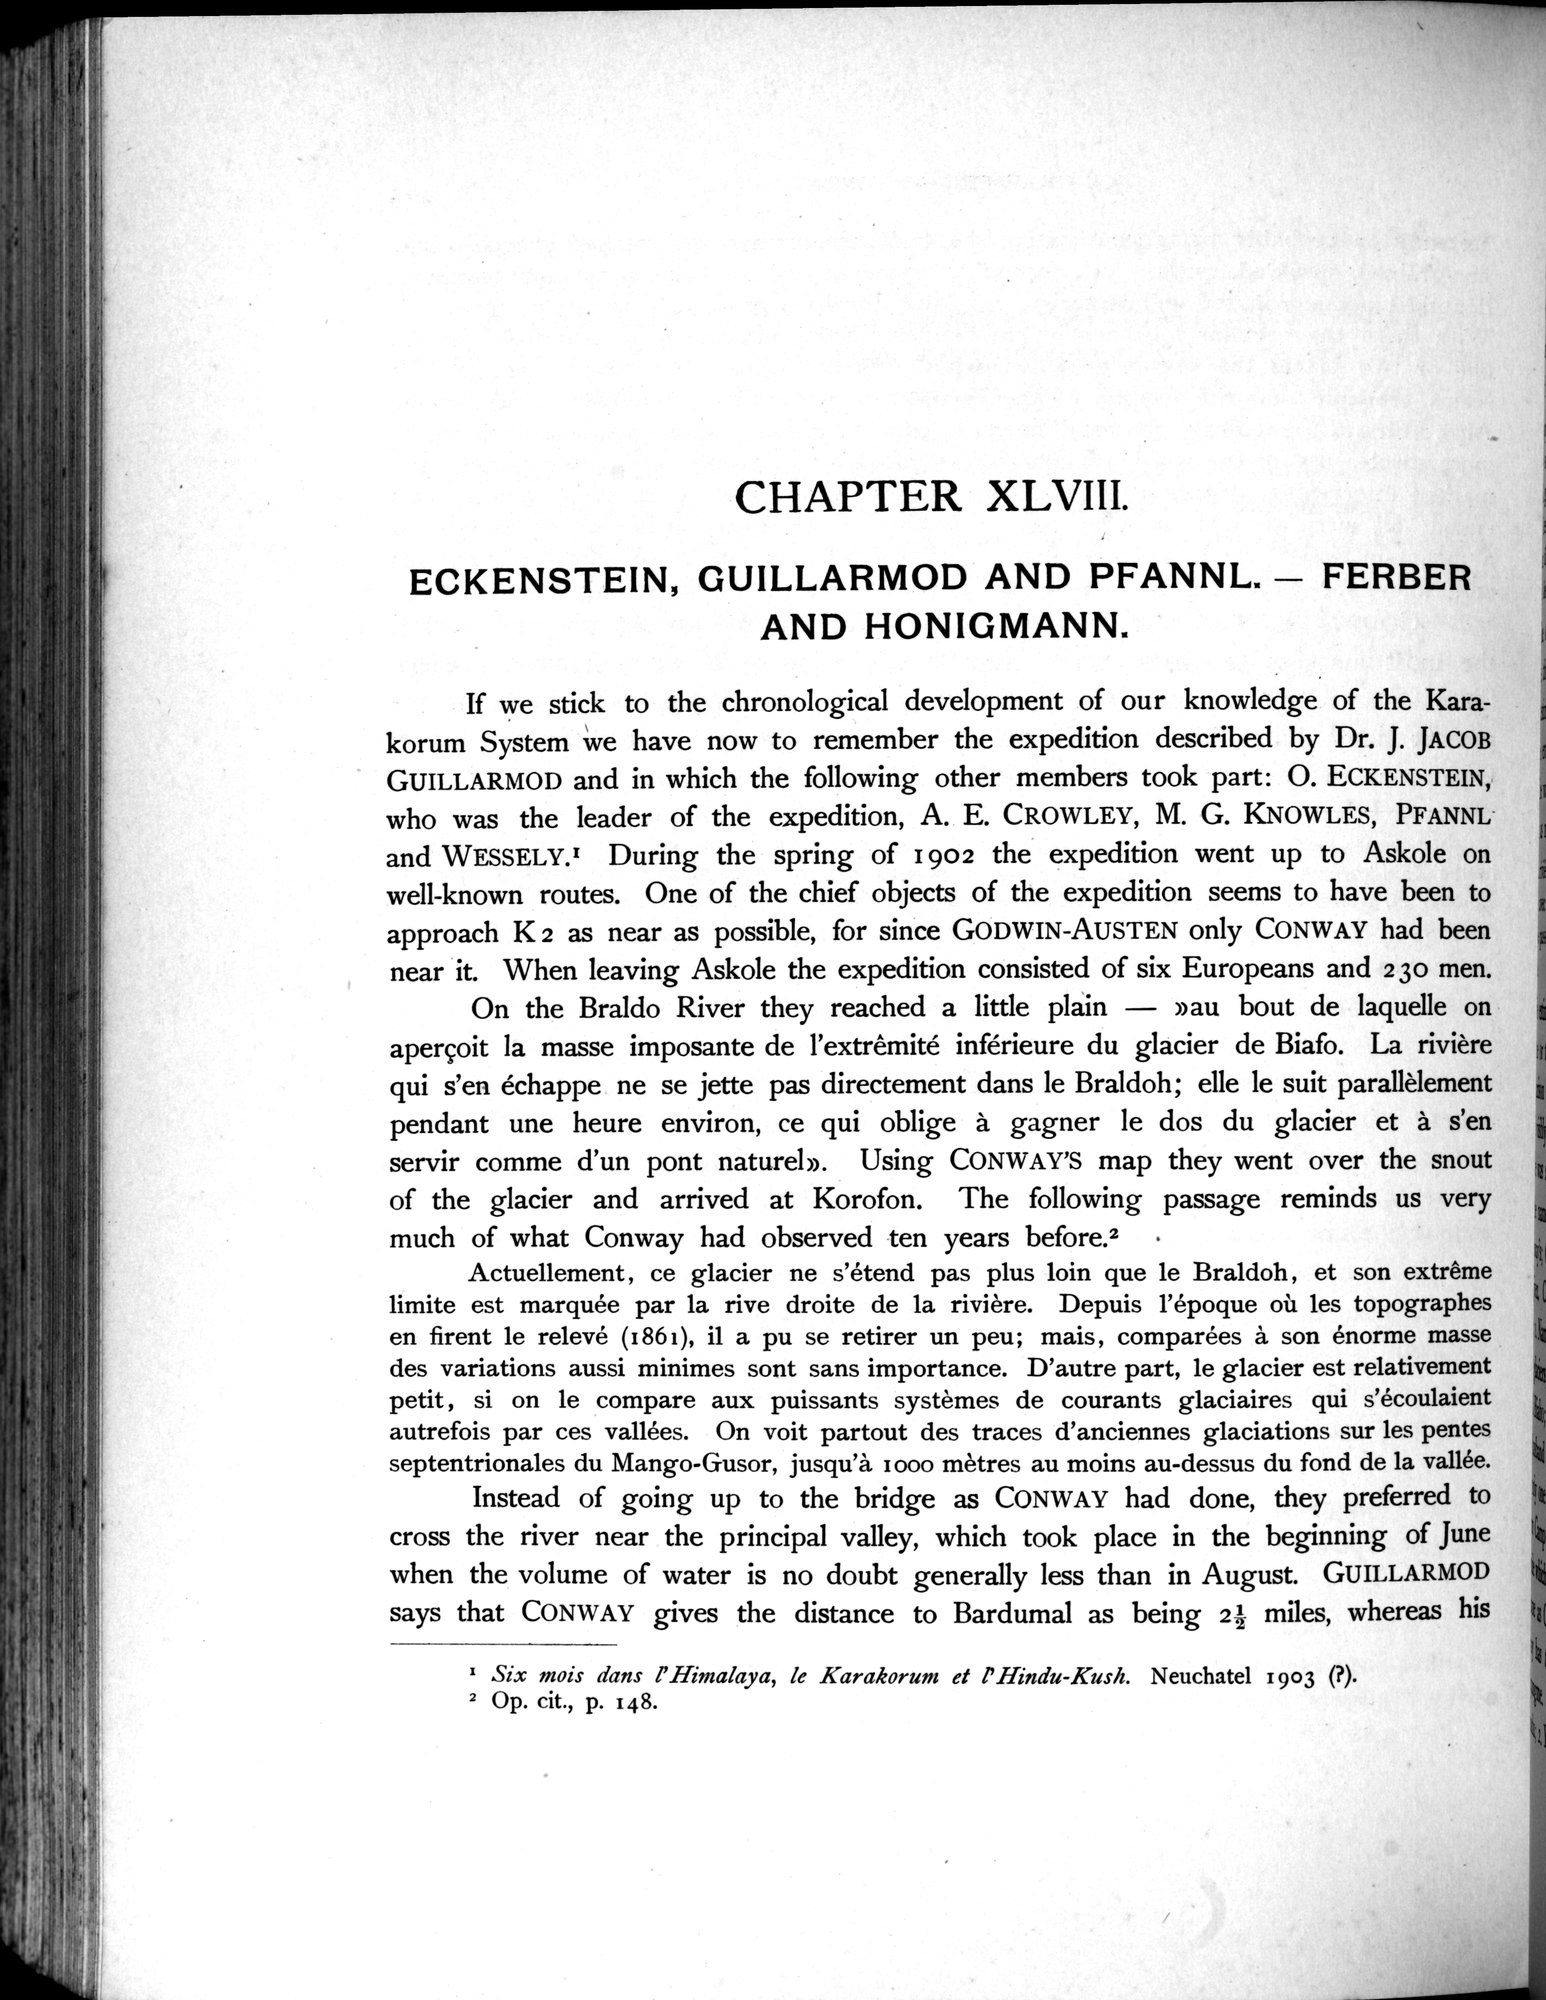 CHAPTER XLVIII.
ECKENSTEIN, GUILLARMOD AND PFANNL. — FERBER
AND HONIGMANN.
If we stick to the chronological development of our knowledge of the Kara-
korum System we have now to remember the expedition described by Dr. J. JACOB
GUILLARMOD and in which the following other members took part: O. ECKENSTEIN,
who was the leader of the expedition, A. E. CROWLEY, M. G. KNOWLES, PFANNL
and WESSELY.¹ During the spring of 1902 the expedition went up to Askole on
well-known routes. One of the chief objects of the expedition seems to have been to
approach K 2 as near as possible, for since GODWIN-AUSTEN only CONWAY had been
near it. When leaving Askole the expedition consisted of six Europeans and 230 men.
On the Braldo River they reached a little plain — »au bout de laquelle on
aperçoit la masse imposante de l'extrêmité inférieure du glacier de Biafo. La rivière
qui s'en échappe ne se jette pas directement dans le Braldoh; elle le suit parallèlement
pendant une heure environ, ce qui oblige à gagner le dos du glacier et à s'en
servir comme d'un pont naturel». Using CONWAY'S map they went over the snout
of the glacier and arrived at Korofon. The following passage reminds us very
much of what Conway had observed ten years before.²
Actuellement, ce glacier ne s'étend pas plus loin que le Braldoh, et son extrême
limite est marquée par la rive droite de la rivière. Depuis l'époque où les topographes
en firent le relevé (1861), il a pu se retirer un peu; mais, comparées à son énorme masse
des variations aussi minimes sont sans importance. D'autre part, le glacier est relativement
petit, si on le compare aux puissants systèmes de courants glaciaires qui s'écoulaient
autrefois par ces vallées. On voit partout des traces d'anciennes glaciations sur les pentes
septentrionales du Mango-Gusor, jusqu'à 1000 mètres au moins au-dessus du fond de la vallée.
Instead of going up to the bridge as CONWAY had done, they preferred to
cross the river near the principal valley, which took place in the beginning of June
when the volume of water is no doubt generally less than in August. GUILLARMOD
says that CONWAY gives the distance to Bardumal as being 2½ miles, whereas his
¹ Six mois dans l'Himalaya, le Karakorum et l'Hindu-Kush. Neuchatel 1903 (?).
² Op. cit., p. 148.